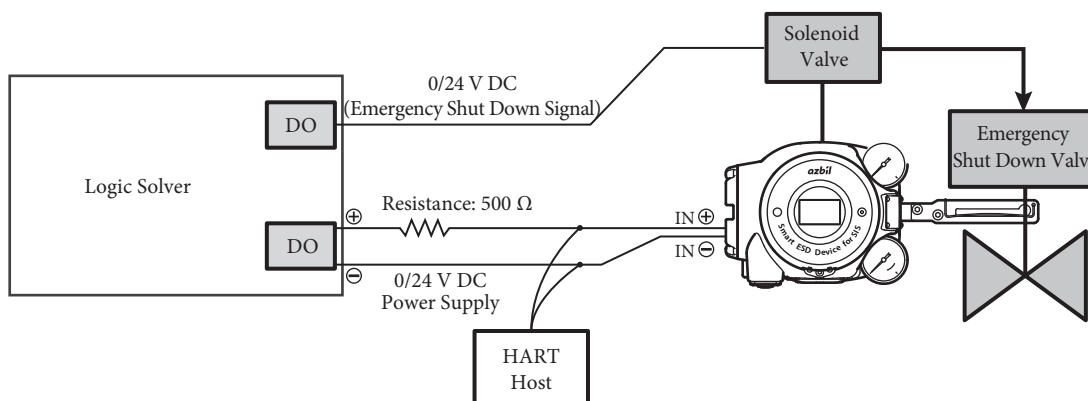 Solenoid
Valve
0/24 V DC
(Emergency Shut Down Signal)
DO
Emergency
Shut Down Valv
azbil
Logic Solver
Smart ESD Device for SIS
⊕
Resistance: 500 Ω
IN ⊕
DO
IN ⊖
⊖
0/24 V DC
Power Supply
HART
Host